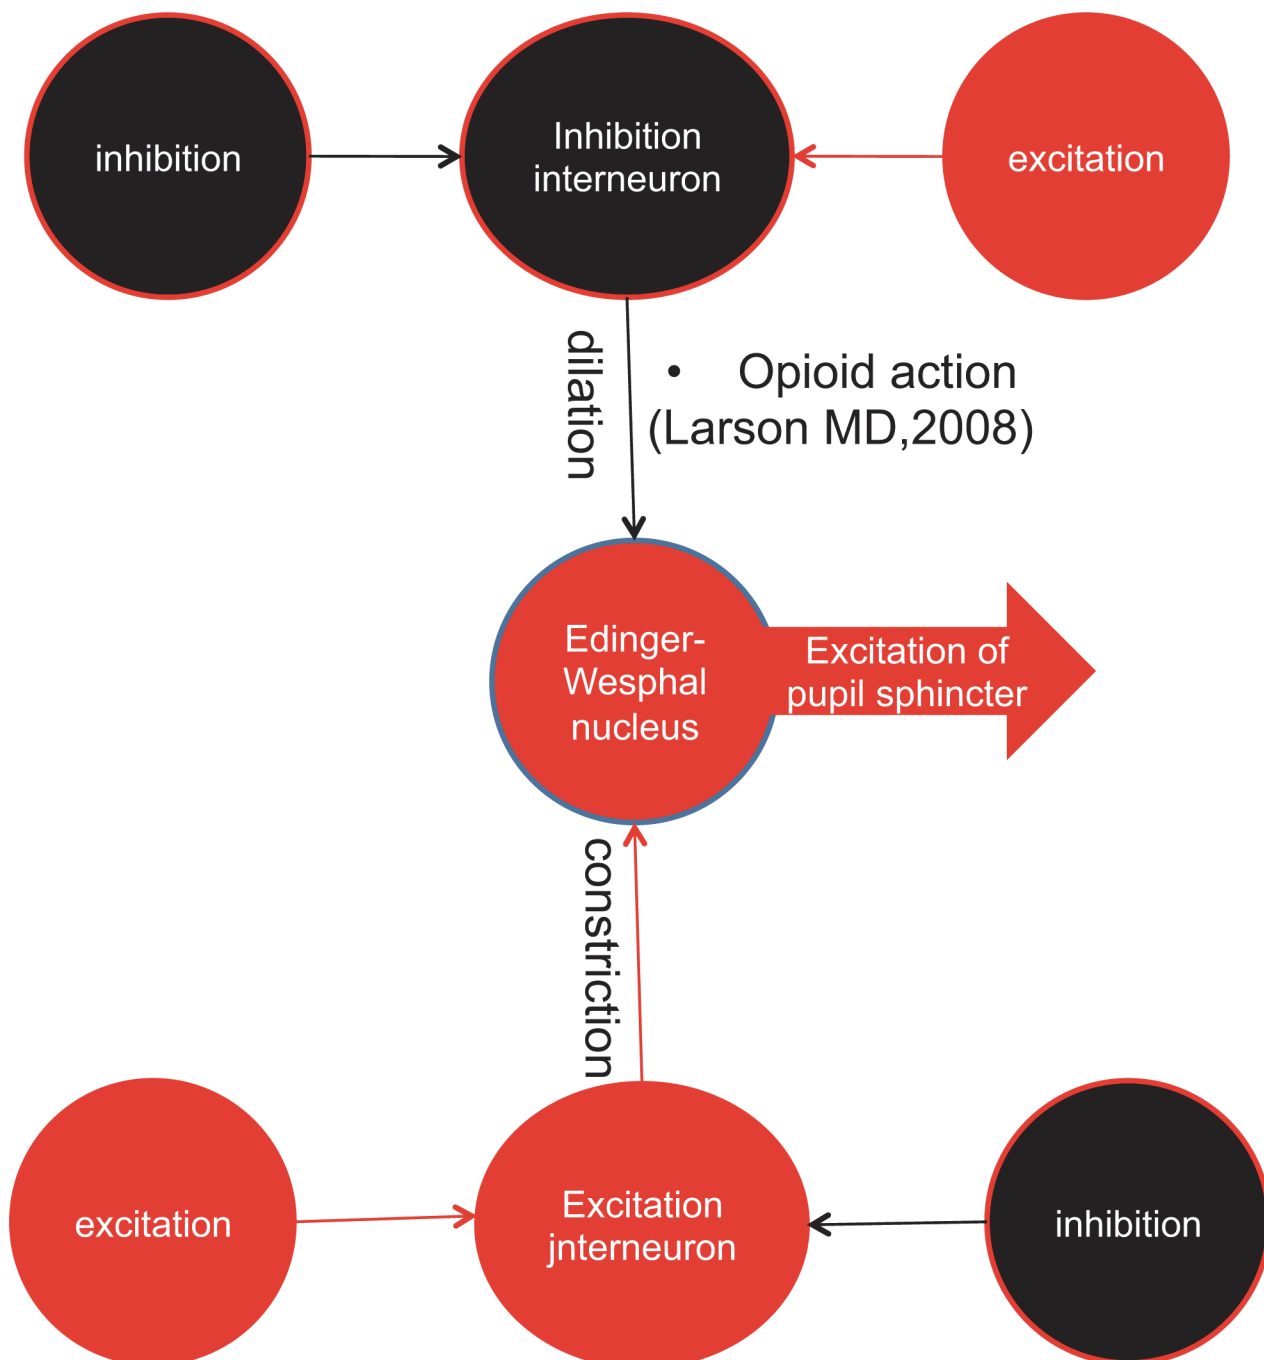 inhibition
Inhibition
interneuron
excitation
dilation
• Opioid action
(Larson MD,2008)
Edinger-
Wesphal
nucleus
Excitation of
pupil sphincter
constriction
excitation
Excitation
jnterneuron
inhibition